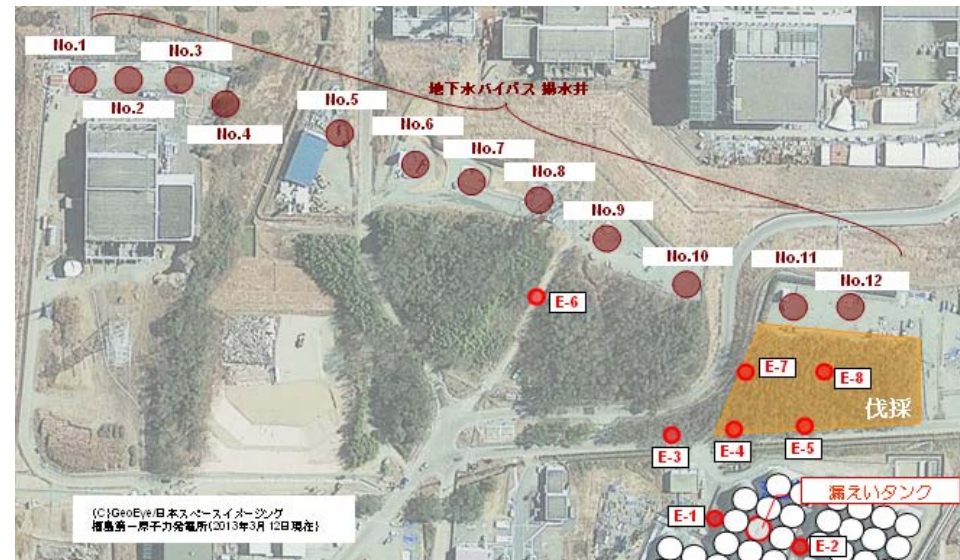 No.1
No.3
No.2
No.4
No.5
No.6
No.7
No.8
No.9
No.10
No.11
No.12
地下水バイパス 揚水井
E-6
E-7
E-8
伐採
E-3
E-4
E-5
漏えいタンク
E-1
E-2
(C)GeoEye/日本スペースイメージング
福島第一原子力発電所(2013年3月12日現在)